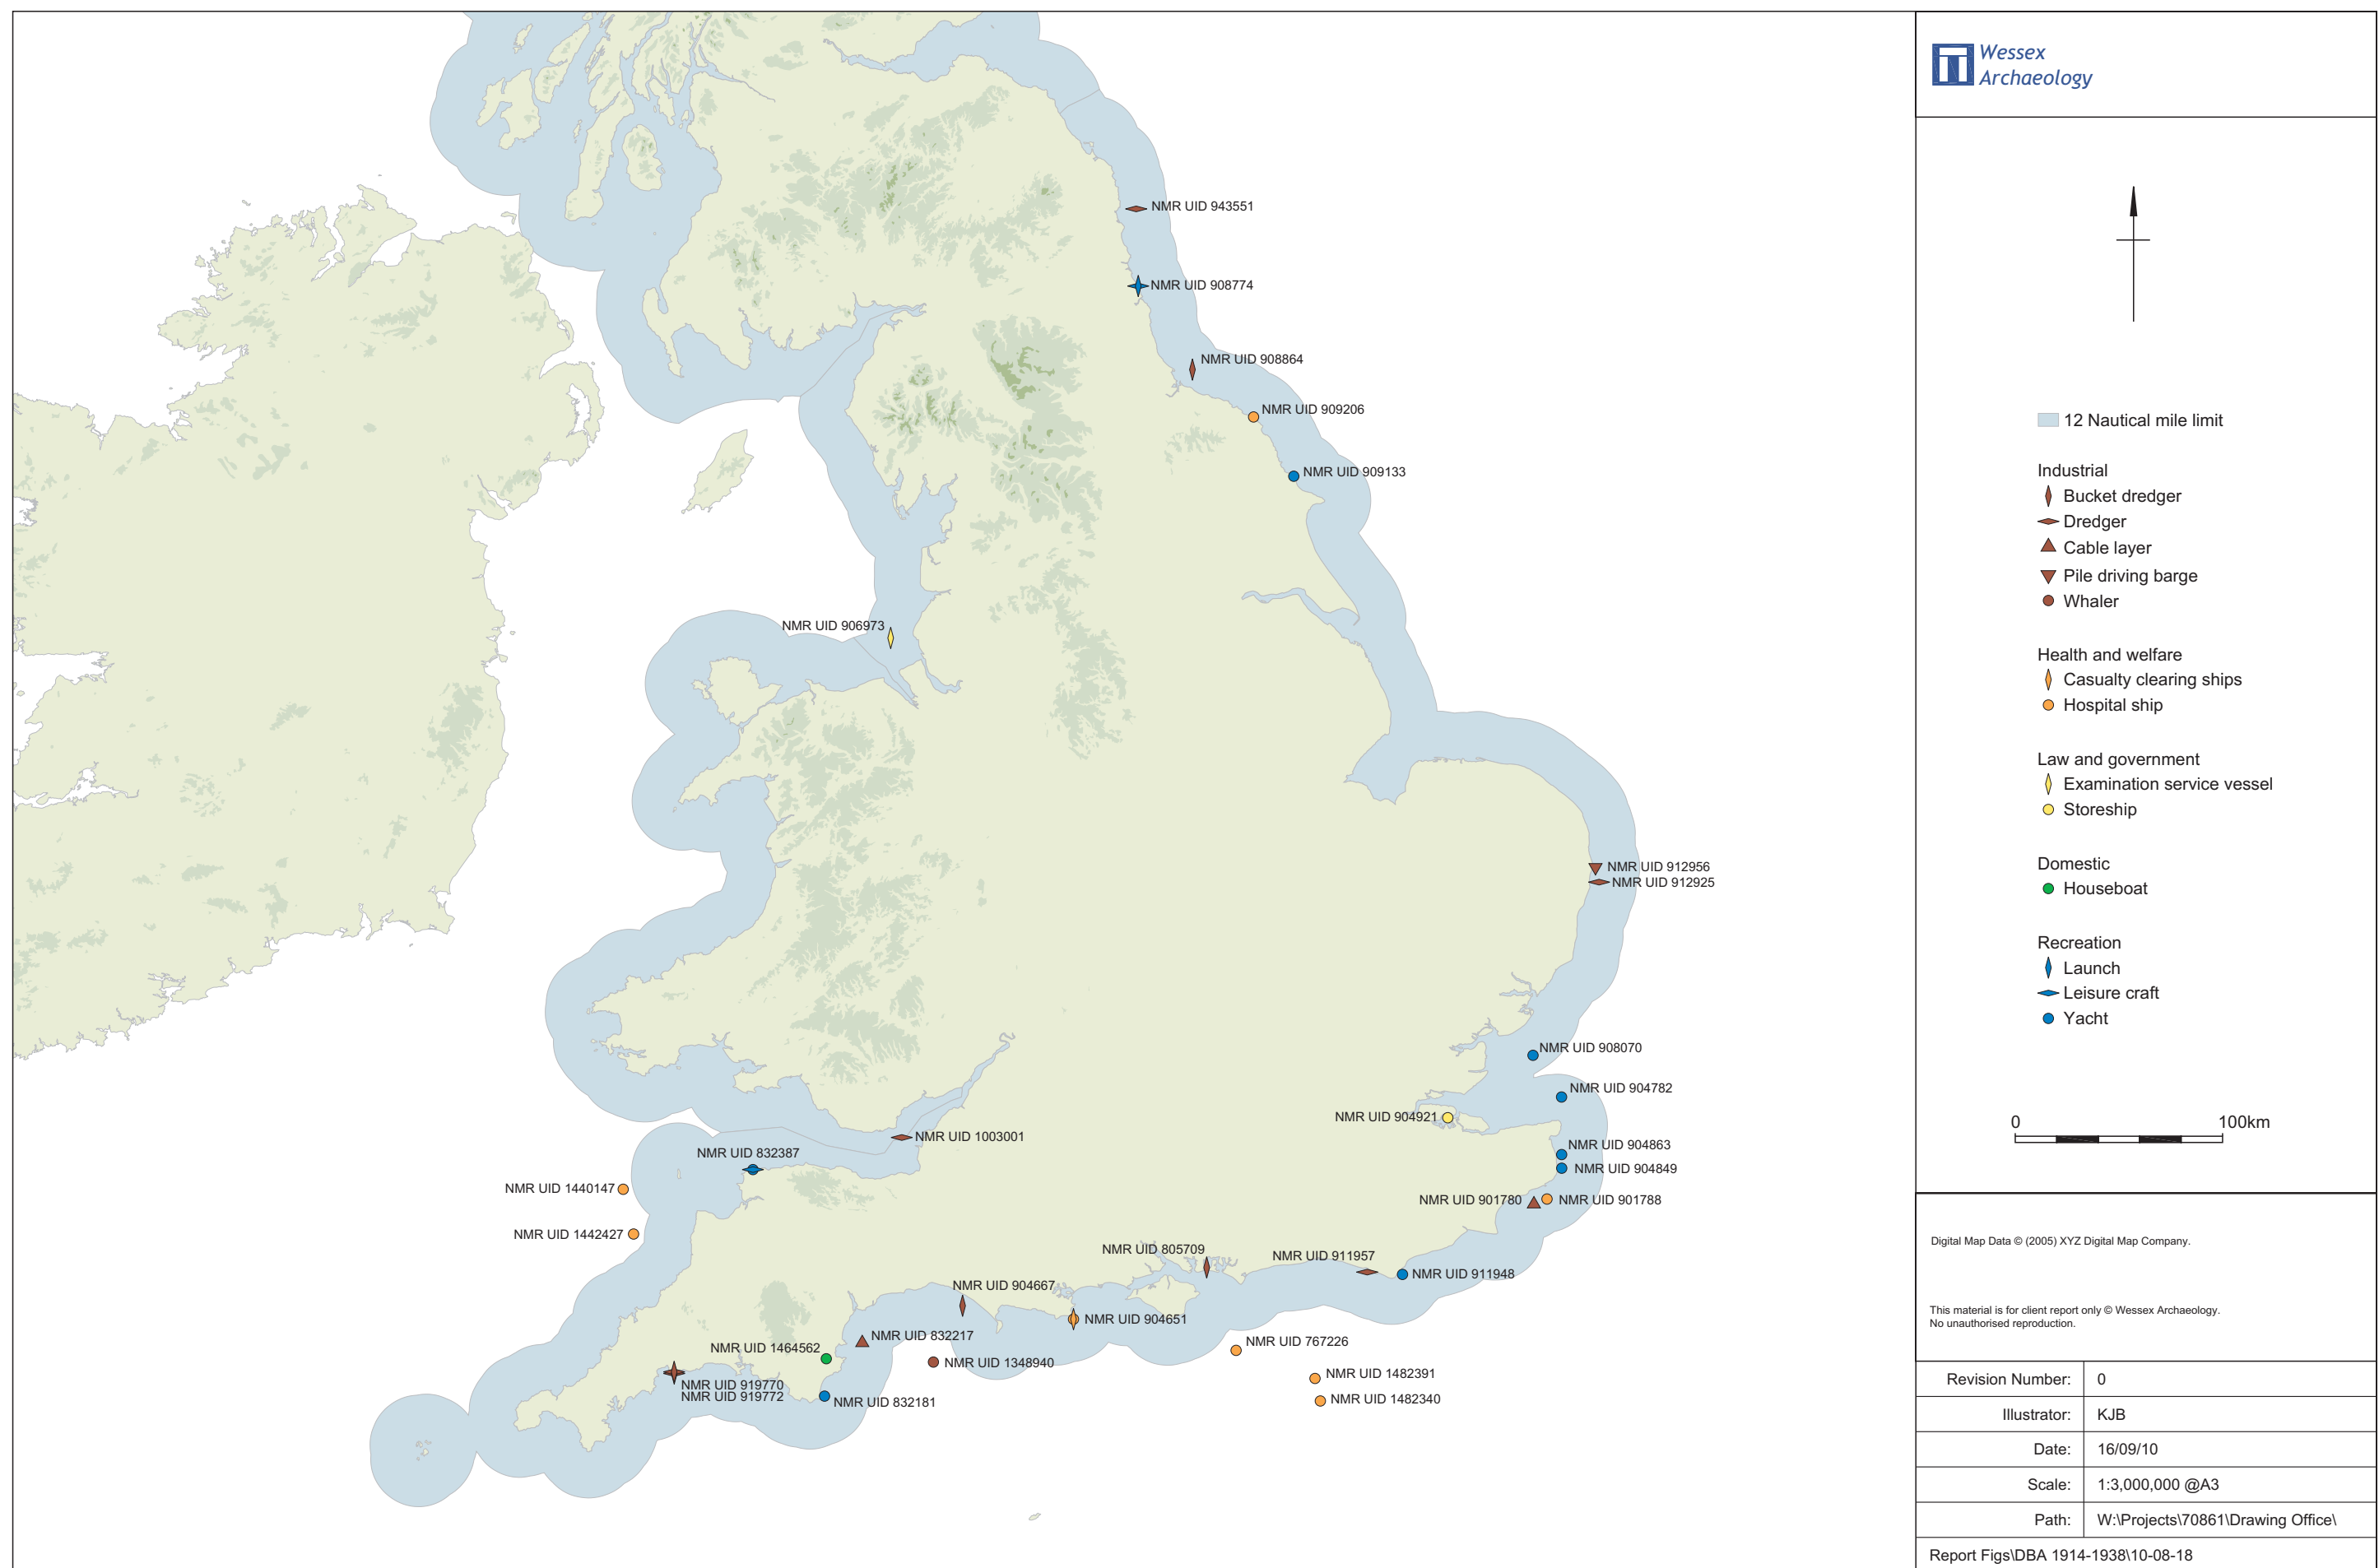 NMR UID 943551
NMR UID 908774
NMR UID 908864
NMR UID 909206
NMR UID 909133
NMR UID 906973
NMR UID 912956
NMR UID 912925
NMR UID 908070
NMR UID 904782
NMR UID 904921
NMR UID 1003001
NMR UID 904863
NMR UID 832387
NMR UID 904849
NMR UID 1440147
NMR UID 901780
NMR UID 901788
NMR UID 1442427
NMR UID 805709
NMR UID 911957
NMR UID 911948
NMR UID 904667
NMR UID 904651
NMR UID 832217
NMR UID 767226
NMR UID 1464562
NMR UID 1348940
NMR UID 1482391
NMR UID 919770
NMR UID 919772
NMR UID 832181
NMR UID 1482340
Wessex
Archaeology
12 Nautical mile limit
Industrial
Bucket dredger
Dredger
Cable layer
Pile driving barge
Whaler
Health and welfare
Casualty clearing ships
Hospital ship
Law and government
Examination service vessel
Storeship
Domestic
Houseboat
Recreation
Launch
Leisure craft
Yacht
0 100km
Digital Map Data © (2005) XYZ Digital Map Company.
This material is for client report only © Wessex Archaeology.
No unauthorised reproduction.
Revision Number: 0
Illustrator: KJB
Date: 16/09/10
Scale: 1:3,000,000 @A3
Path: W:\Projects\70861\Drawing Office\
Report Figs\DBA 1914-1938\10-08-18